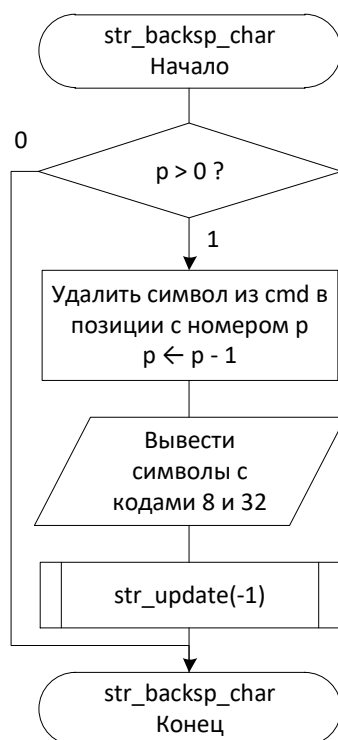 str_backsp_char
Начало
0
p > 0 ?
1
Удалить символ из cmd в
позиции с номером p
p ← p - 1
Вывести
символы с
кодами 8 и 32
str_update(-1)
str_backsp_char
Конец